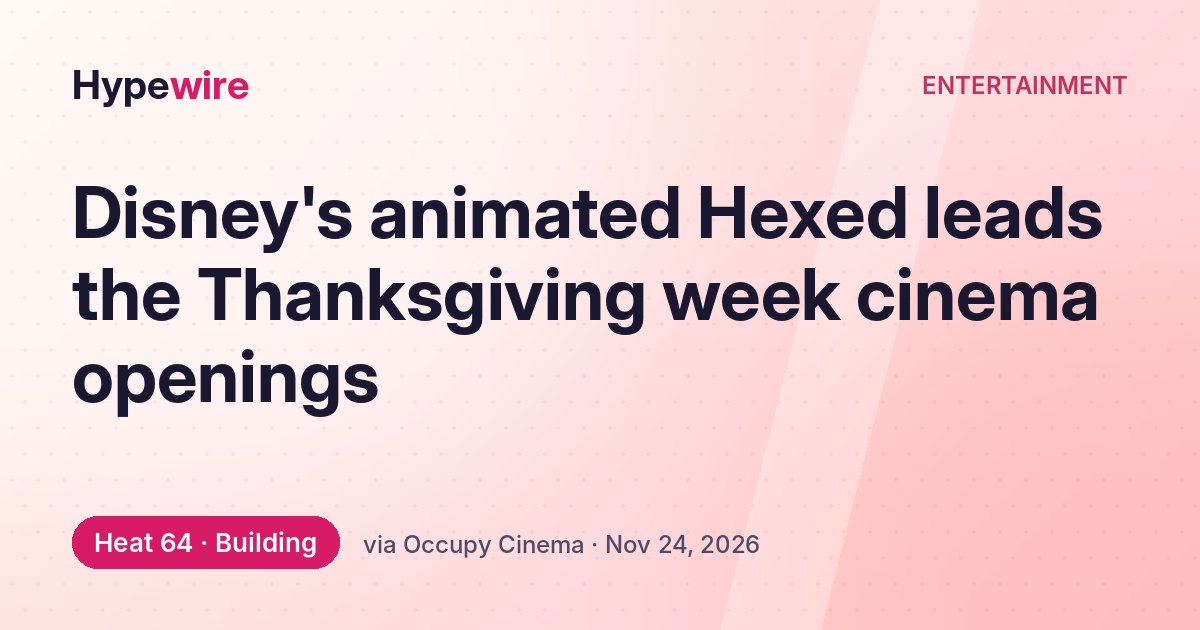 Hypewire
ENTERTAINMENT
Disney's animated Hexed leads
the Thanksgiving week cinema
openings
Heat 64 · Building
via Occupy Cinema · Nov 24, 2026